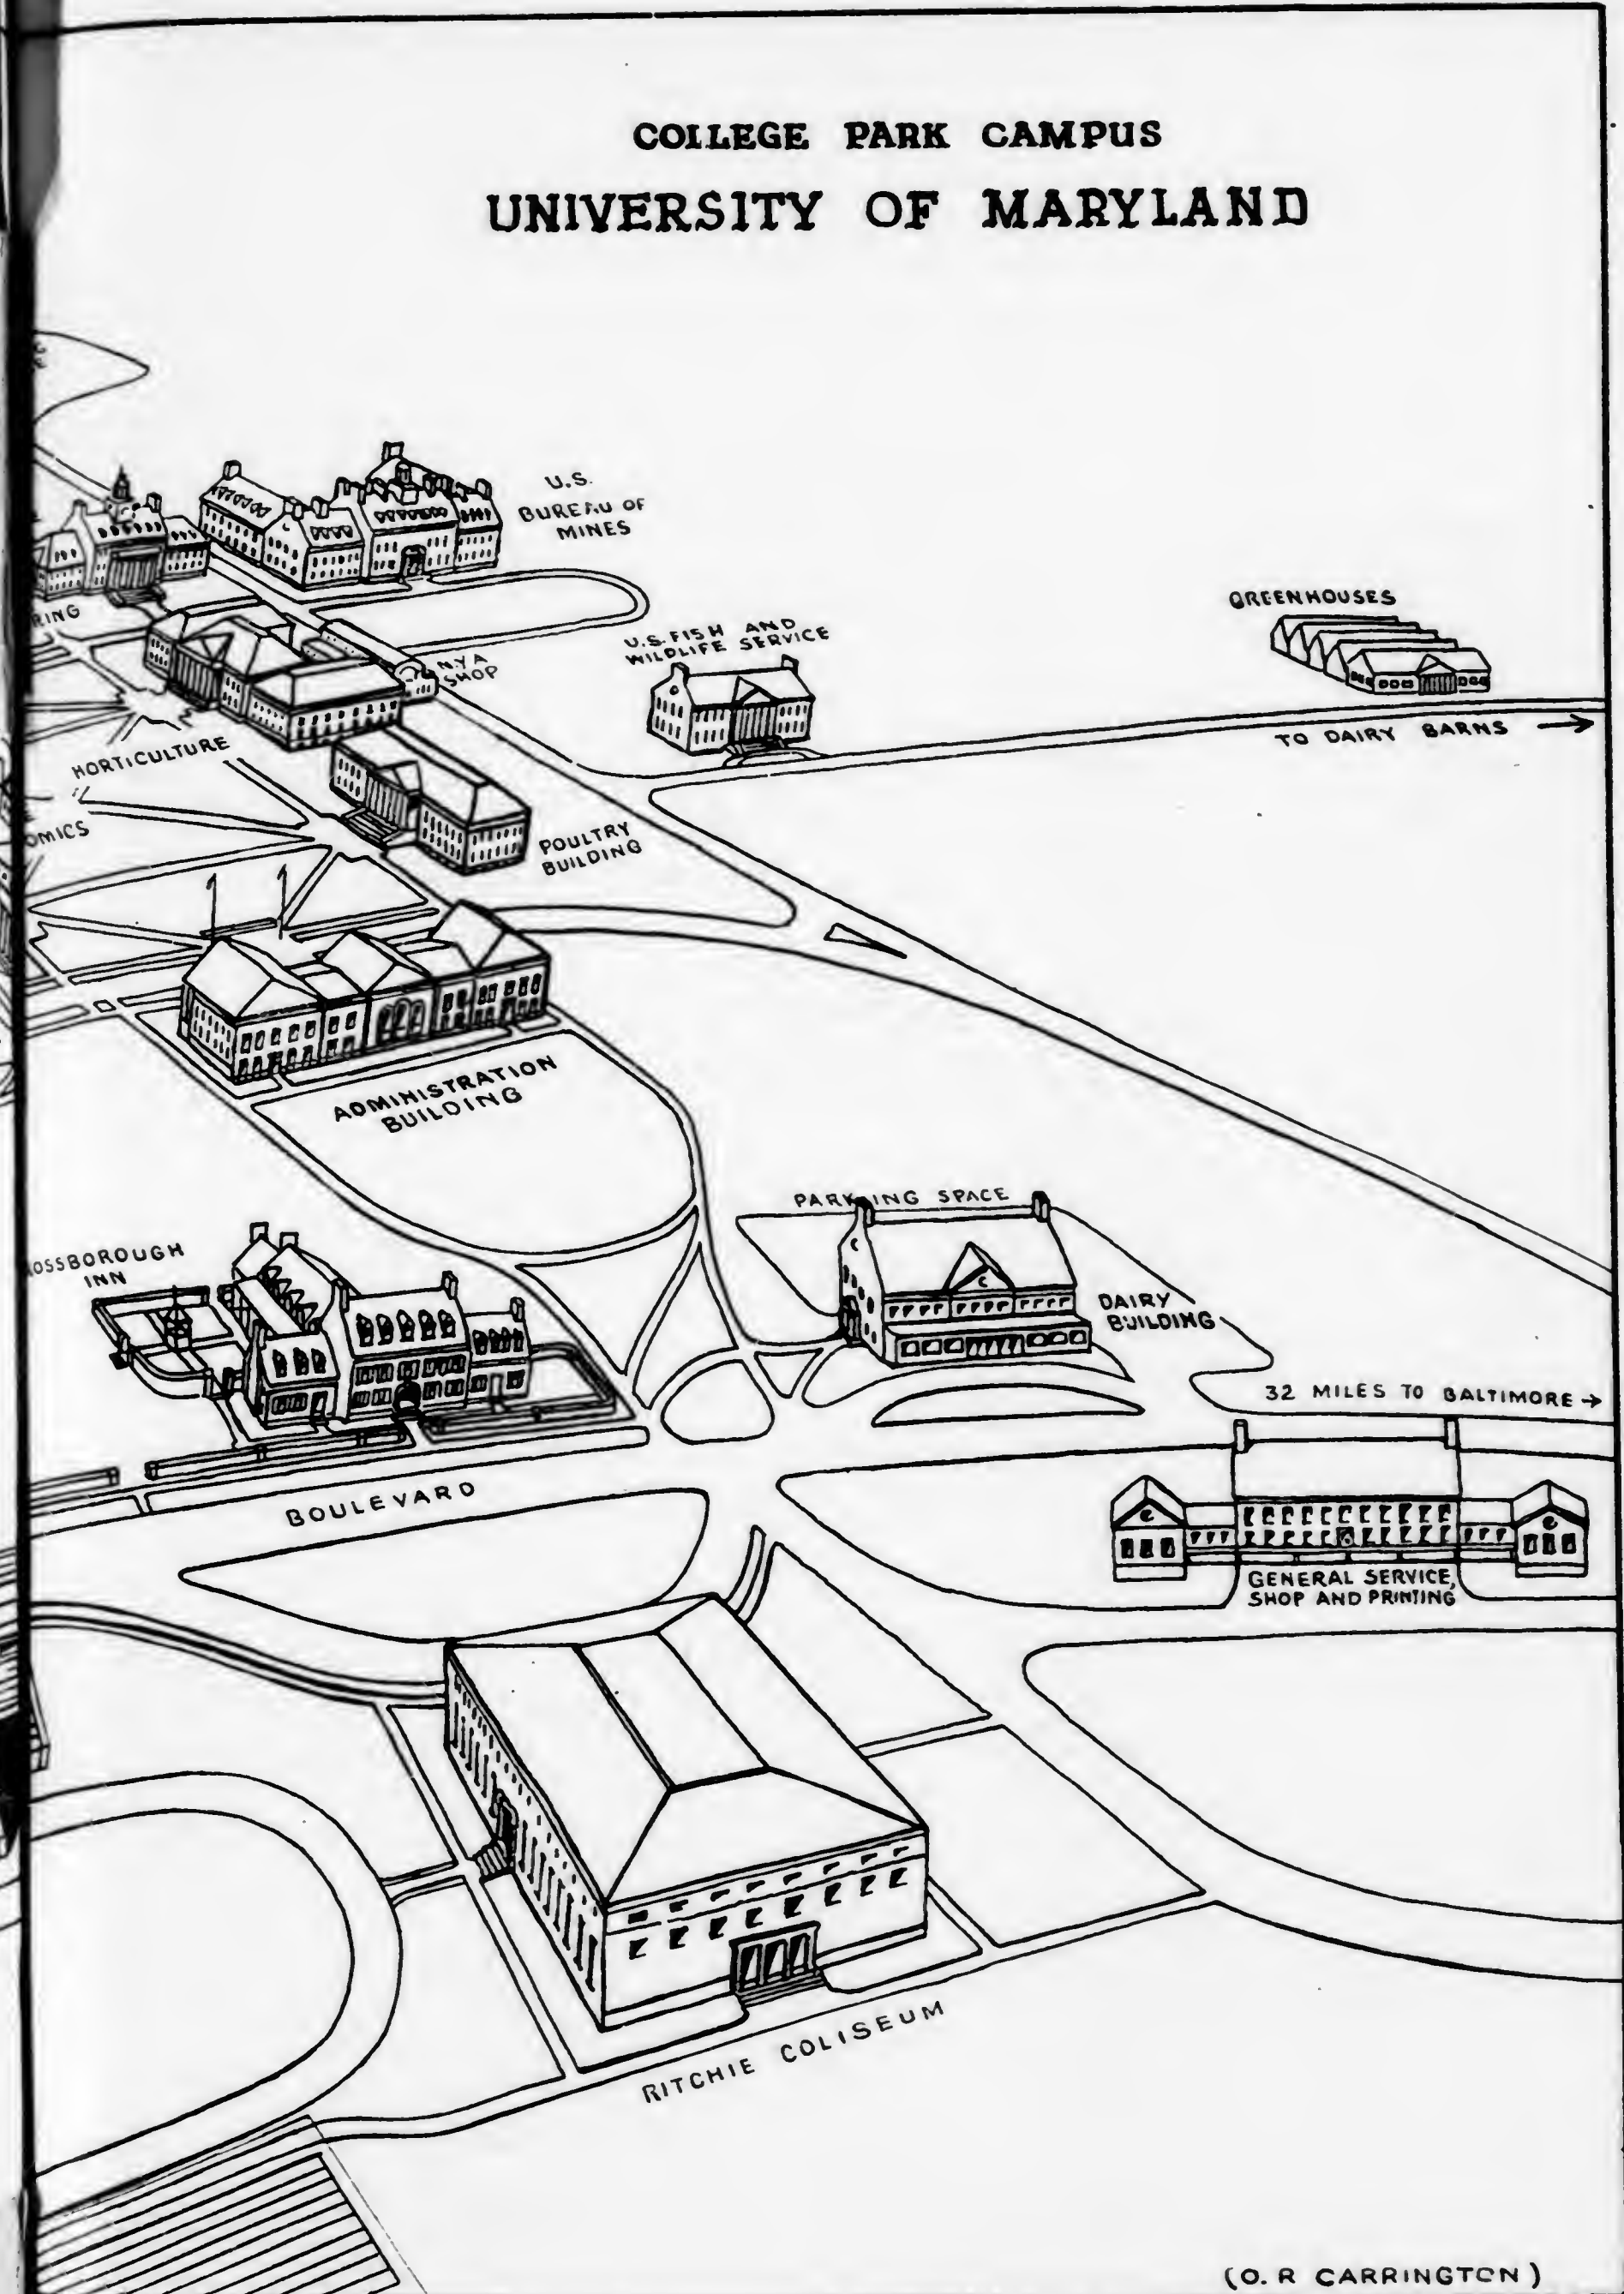 COLLEGE PARK CAMPUS
UNIVERSITY OF MARYLAND
U.S.
BUREAU OF
MINES
RING
N.Y.A
SHOP
U.S. FISH AND
WILDLIFE SERVICE
GREENHOUSES
TO DAIRY BARNS →
HORTICULTURE
OMICS
POULTRY
BUILDING
ADMINISTRATION
BUILDING
PARKING SPACE
OSSBOROUGH
INN
DAIRY
BUILDING
32 MILES TO BALTIMORE →
BOULEVARD
GENERAL SERVICE,
SHOP AND PRINTING
RITCHIE COLISEUM
(O. R CARRINGTON)